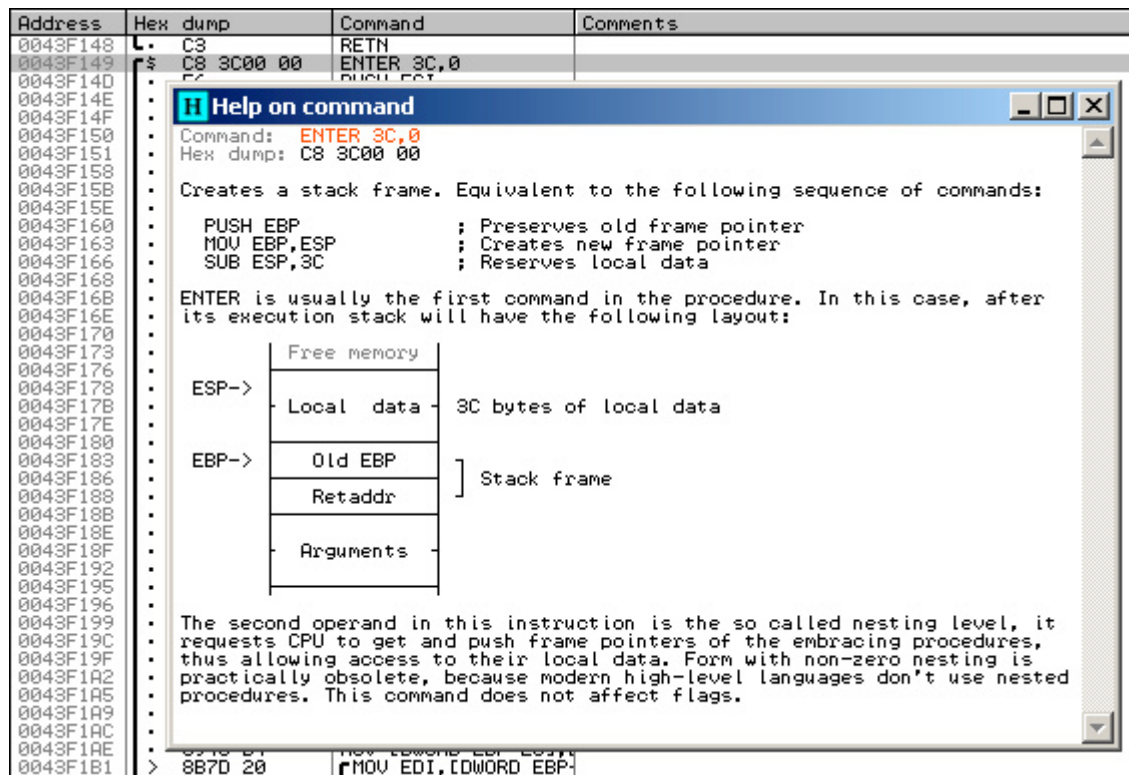 Address Hex dump Command Comments
0043F148 C3 RETN
0043F149 $ C8 3C00 00 ENTER 3C,0
0043F14D
0043F14E
0043F14F
0043F150
0043F151
0043F158
0043F15B
0043F15E
0043F160
0043F163
0043F166
0043F168
0043F16B
0043F16E
0043F170
0043F173
0043F176
0043F178
0043F17B
0043F17E
0043F180
0043F183
0043F186
0043F188
0043F18B
0043F18E
0043F18F
0043F192
0043F195
0043F196
0043F199
0043F19C
0043F19F
0043F1A2
0043F1A5
0043F1A9
0043F1AC
0043F1AE
0043F1B1 > 8B7D 20 MOV EDI,[DWORD EBP-
H Help on command
Command: ENTER 3C,0
Hex dump: C8 3C00 00
Creates a stack frame. Equivalent to the following sequence of commands:
PUSH EBP ; Preserves old frame pointer
MOV EBP,ESP ; Creates new frame pointer
SUB ESP,3C ; Reserves local data
ENTER is usually the first command in the procedure. In this case, after
its execution stack will have the following layout:
Free memory
ESP->
Local data 3C bytes of local data
EBP-> Old EBP
Stack frame
Retaddr
Arguments
The second operand in this instruction is the so called nesting level, it
requests CPU to get and push frame pointers of the embracing procedures,
thus allowing access to their local data. Form with non-zero nesting is
practically obsolete, because modern high-level languages don't use nested
procedures. This command does not affect flags.